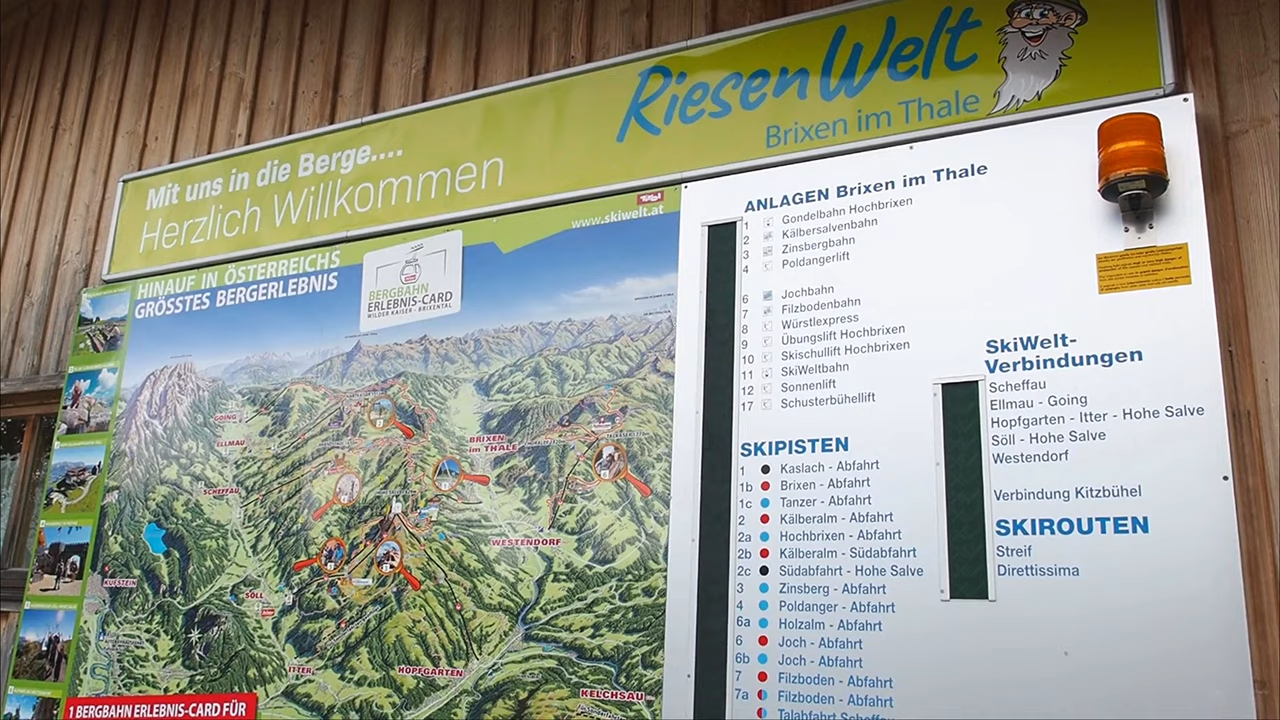 RiesenWelt
Brixen im Thale
Mit uns in die Berge....
Herzlich Willkommen
www.skiwelt.at
HINAUF IN ÖSTERREICHS
GRÖSSTES BERGERLEBNIS
BERGBAHN
ERLEBNIS-CARD
WILDER KAISER - BRIXENTAL
GOING
ELLMAU
SCHEFFAU
BRIXEN
IM THALE
WESTENDORF
KUFSTEIN
SÖLL
ITTER
HOPFGARTEN
KELCHSAU
1 BERGBAHN ERLEBNIS-CARD FÜR
ANLAGEN Brixen im Thale
1 Gondelbahn Hochbrixen
2 Kälbersalvenbahn
3 Zinsbergbahn
4 Poldangerlift
6 Jochbahn
7 Filzbodenbahn
8 Würstlexpress
9 Übungslift Hochbrixen
10 Skischullift Hochbrixen
11 SkiWeltbahn
12 Sonnenlift
17 Schusterbühellift
SKIPISTEN
1 Kaslach - Abfahrt
1b Brixen - Abfahrt
1c Tanzer - Abfahrt
2 Kälberalm - Abfahrt
2a Hochbrixen - Abfahrt
2b Kälberalm - Südabfahrt
2c Südabfahrt - Hohe Salve
3 Zinsberg - Abfahrt
4 Poldanger - Abfahrt
6a Holzalm - Abfahrt
6 Joch - Abfahrt
6b Joch - Abfahrt
7 Filzboden - Abfahrt
7a Filzboden - Abfahrt
Talabfahrt Scheffau
SkiWelt-
Verbindungen
Scheffau
Ellmau - Going
Hopfgarten - Itter - Hohe Salve
Söll - Hohe Salve
Westendorf
Verbindung Kitzbühel
SKIROUTEN
Streif
Direttissima